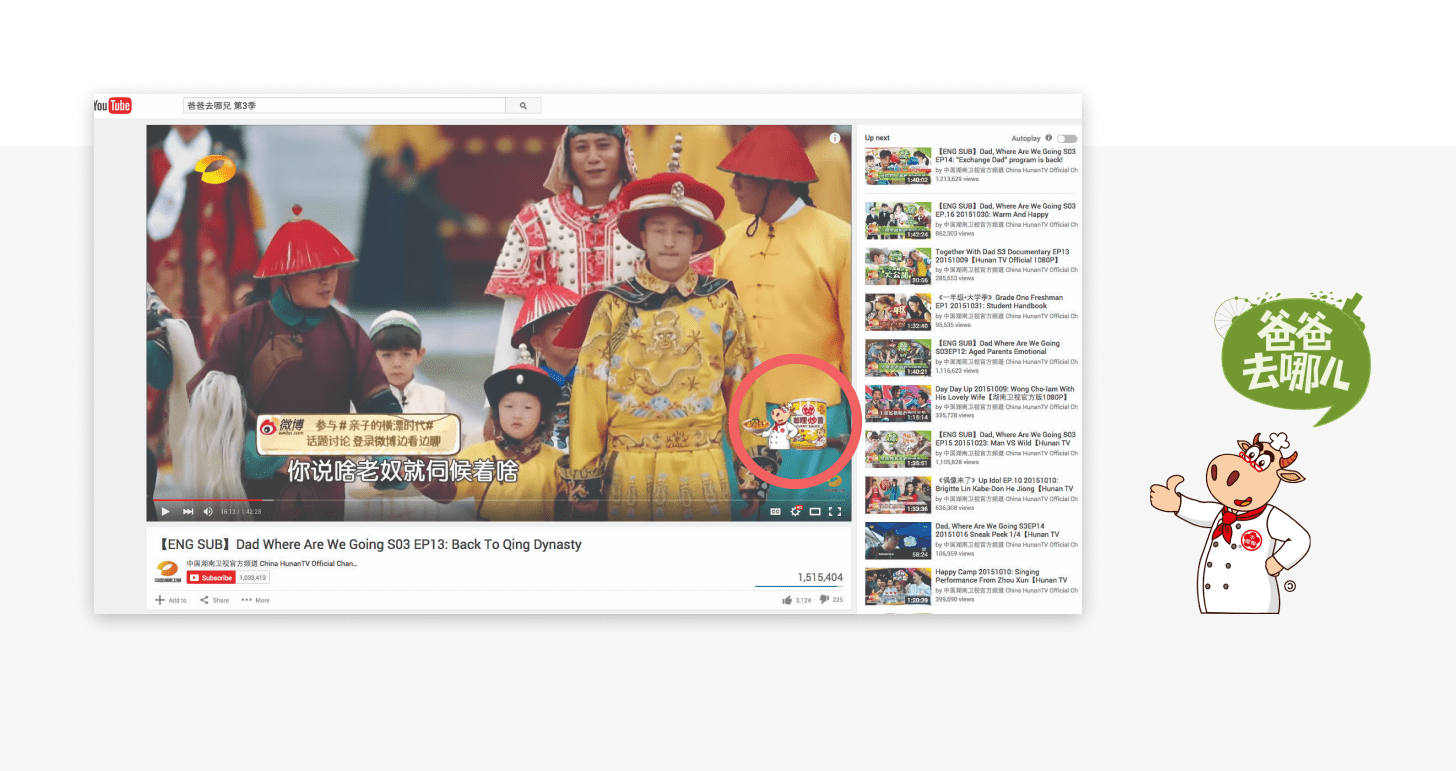 YouTube
爸爸去哪兒 第3季
微博
weibo.com
参与#亲子的横漂时代#
话题讨论 登录微博边看边聊
你说啥老奴就伺候着啥
16:13 / 1:42:28
CC
【ENG SUB】Dad Where Are We Going S03 EP13: Back To Qing Dynasty
中国湖南卫视官方频道 China HunanTV Official Chan...
Subscribe 1,033,413
1,515,404
Add to Share More
3,124 225
Up next Autoplay
【ENG SUB】Dad, Where Are We Going S03
EP14: "Exchange Dad" program is back!
by 中国湖南卫视官方频道 China HunanTV Official Ch
1,213,629 views
1:40:02
【ENG SUB】Dad, Where Are We Going S03
EP.16 20151030: Warm And Happy
by 中国湖南卫视官方频道 China HunanTV Official Ch
862,303 views
1:42:24
Together With Dad S3 Documentary EP13
20151009【Hunan TV Official 1080P】
by 中国湖南卫视官方频道 China HunanTV Official Ch
285,653 views
30:56
《一年级·大学季》Grade One Freshman
EP1 20151031: Student Handbook
by 中国湖南卫视官方频道 China HunanTV Official Ch
95,535 views
1:32:40
【ENG SUB】Dad Where Are We Going
S03EP12: Aged Parents Emotional
by 中国湖南卫视官方频道 China HunanTV Official Ch
1,116,623 views
1:40:21
Day Day Up 20151009: Wong Cho-lam With
His Lovely Wife【湖南卫视官方版1080P】
by 中国湖南卫视官方频道 China HunanTV Official Ch
335,728 views
1:15:14
【ENG SUB】Dad, Where Are We Going S03
EP15 20151023: Man VS Wild【Hunan TV
by 中国湖南卫视官方频道 China HunanTV Official Ch
1,105,828 views
1:35:51
《偶像来了》Up Idol EP.10 20151010:
Brigitte Lin Kabe-Don He Jiong【Hunan TV
by 中国湖南卫视官方频道 China HunanTV Official Ch
636,308 views
1:33:36
Dad, Where Are We Going S3EP14
20151016 Sneak Peek 1/4【Hunan TV
by 中国湖南卫视官方频道 China HunanTV Official Ch
106,959 views
58:24
Happy Camp 20151010: Singing
Performance From Zhou Xun【Hunan TV
by 中国湖南卫视官方频道 China HunanTV Official Ch
399,690 views
1:20:39
爸爸
去哪儿